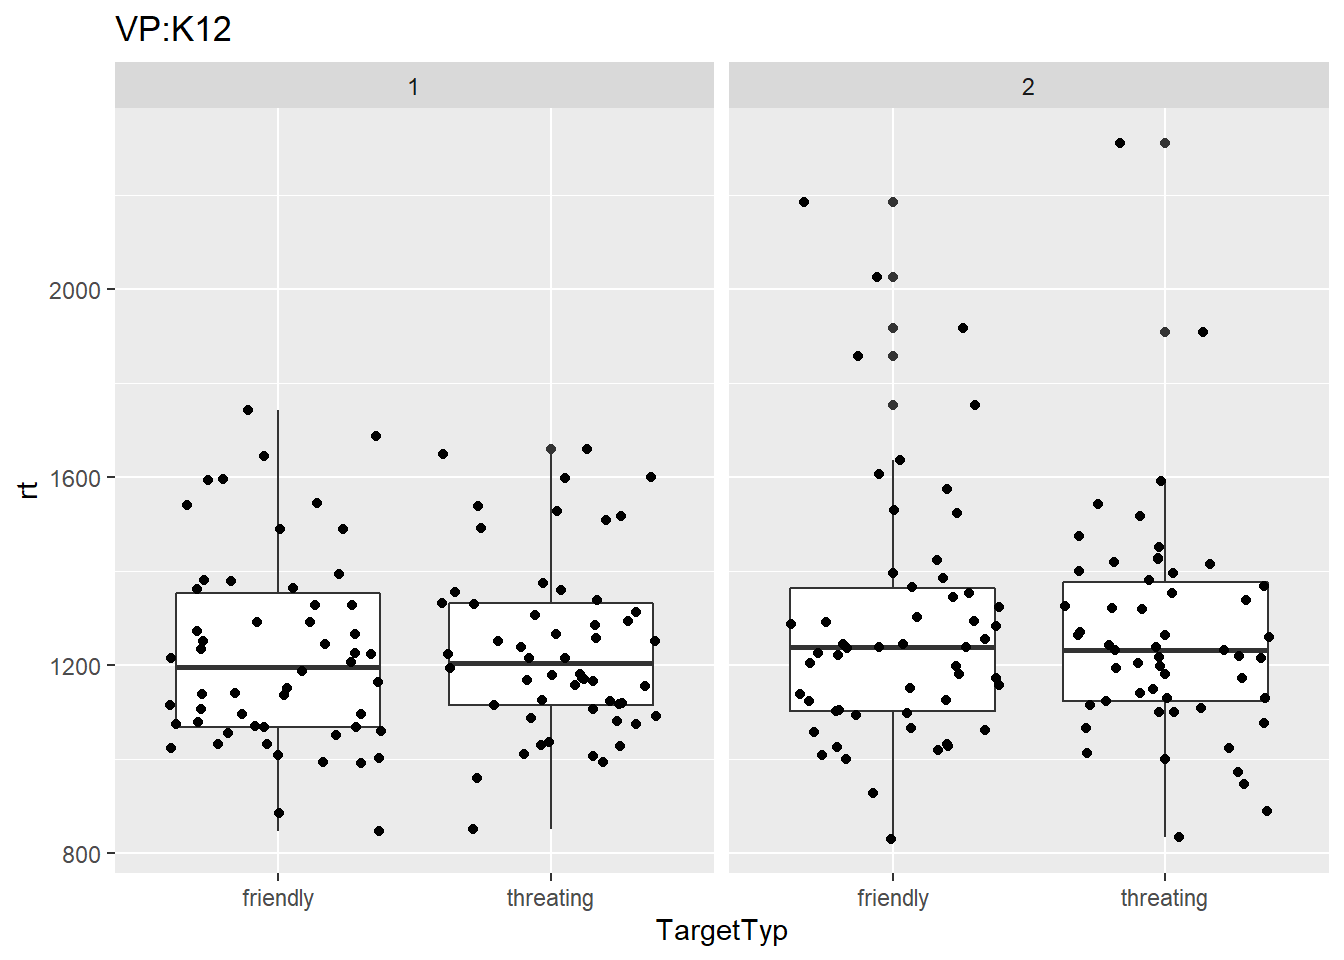 VP:K12
1 2
rt
2000
1600
1200
800
friendly threating friendly threating
TargetTyp